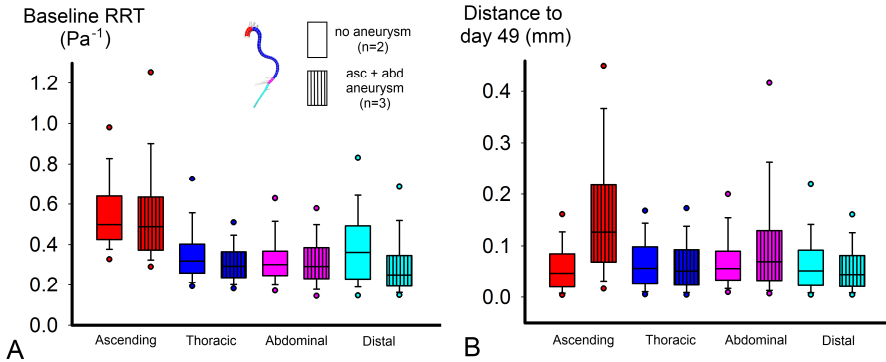 Baseline RRT
(Pa-1)
1.2
1.0
0.8
0.6
0.4
0.2
0.0
no aneurysm
(n=2)
asc + abd
aneurysm
(n=3)
Ascending Thoracic Abdominal Distal
A
Distance to
day 49 (mm)
0.4
0.3
0.2
0.1
0.0
Ascending Thoracic Abdominal Distal
B